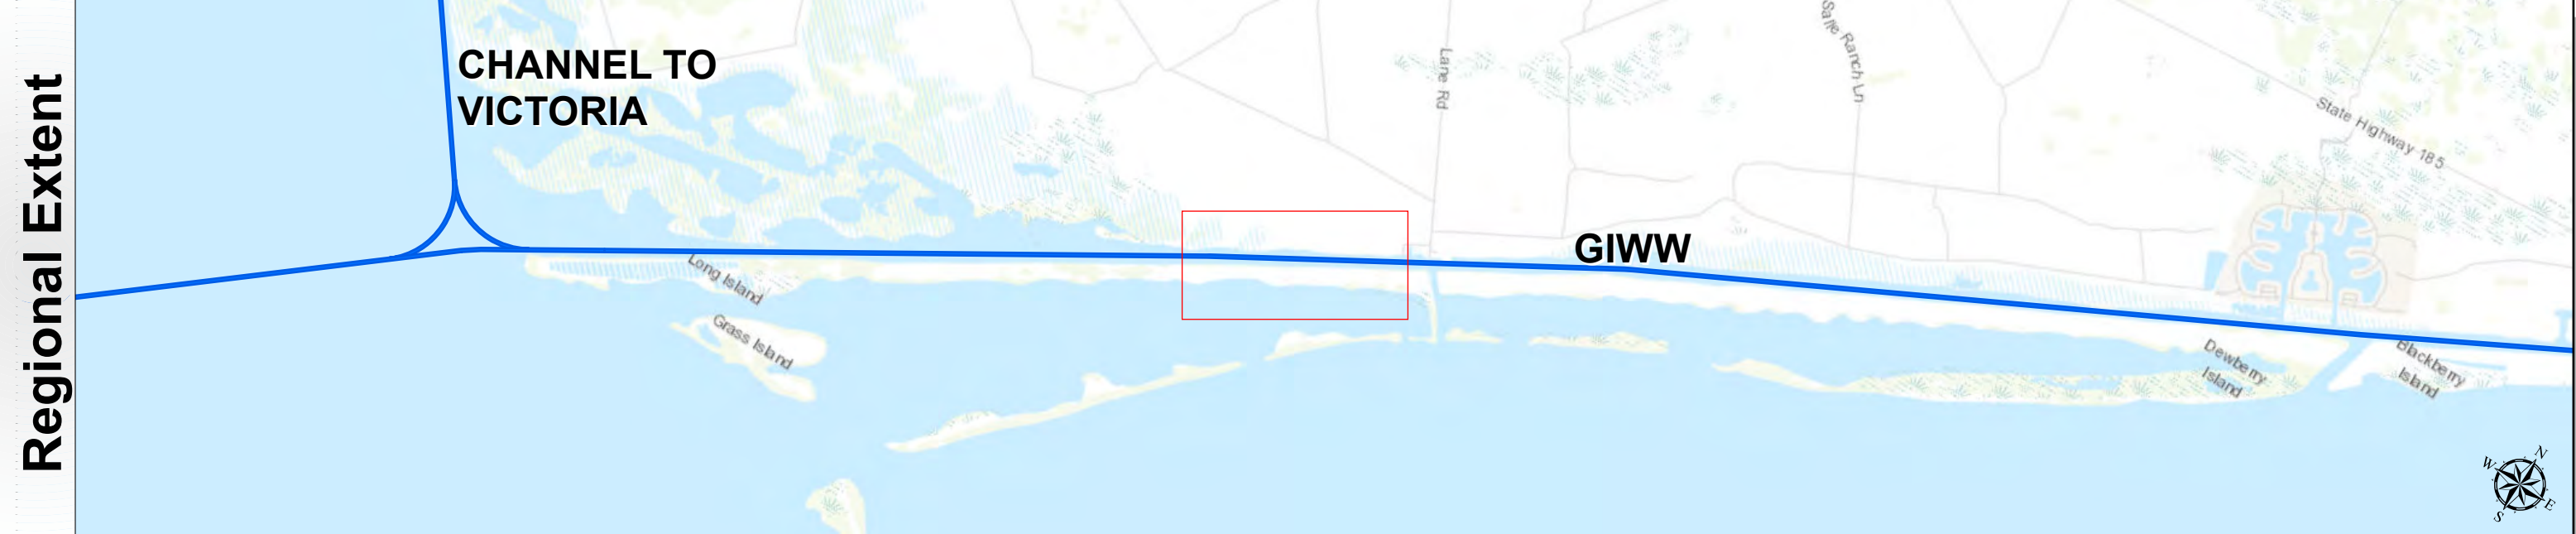 Regional Extent
CHANNEL TO
VICTORIA
Lane Rd
Salfe Ranch Ln
State Highway 185
GIWW
Long Island
Grass Island
Dewberry
Island
Blackberry
Island
N
W
E
S